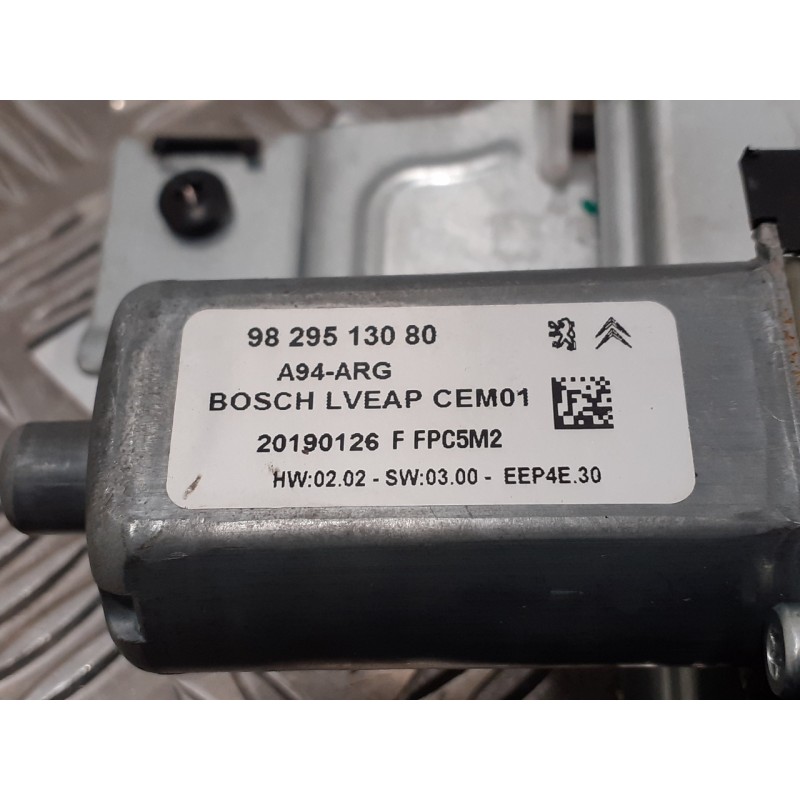 98 295 130 80
A94-ARG
BOSCH LVEAP CEM01
20190126 F FPC5M2
HW:02.02 - SW:03.00 - EEP4E.30